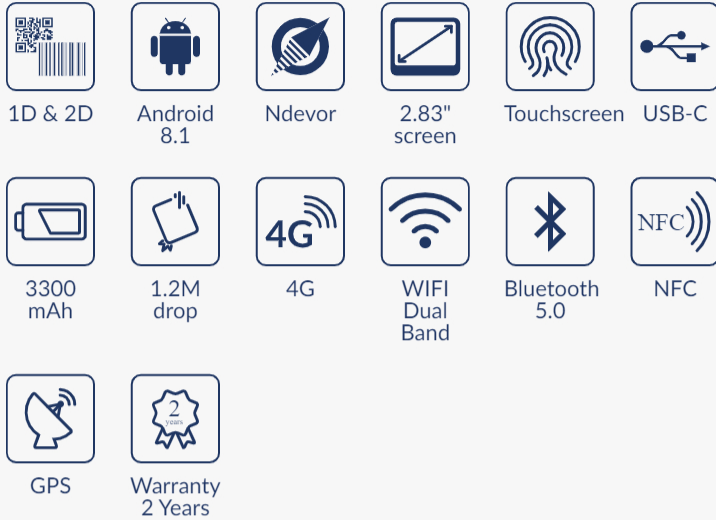 1D & 2D
Android
8.1
Ndevor
2.83"
screen
Touchscreen
USB-C
4G
NFC
3300
mAh
1.2M
drop
4G
WIFI
Dual
Band
Bluetooth
5.0
NFC
2
years
GPS
Warranty
2 Years